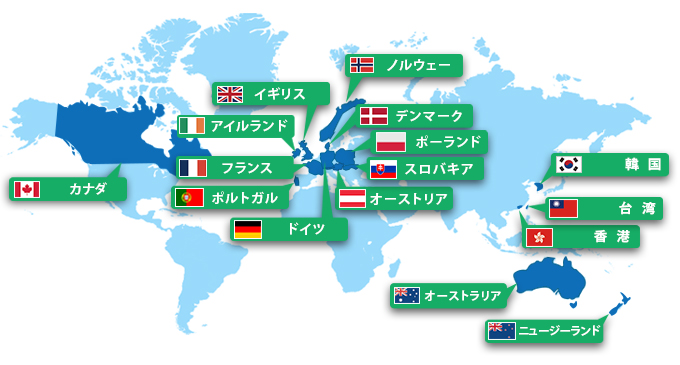 ノルウェー
イギリス
デンマーク
アイルランド
ポーランド
フランス
スロバキア
カナダ
ポルトガル
オーストリア
ドイツ
韓 国
台 湾
香 港
オーストラリア
ニュージーランド